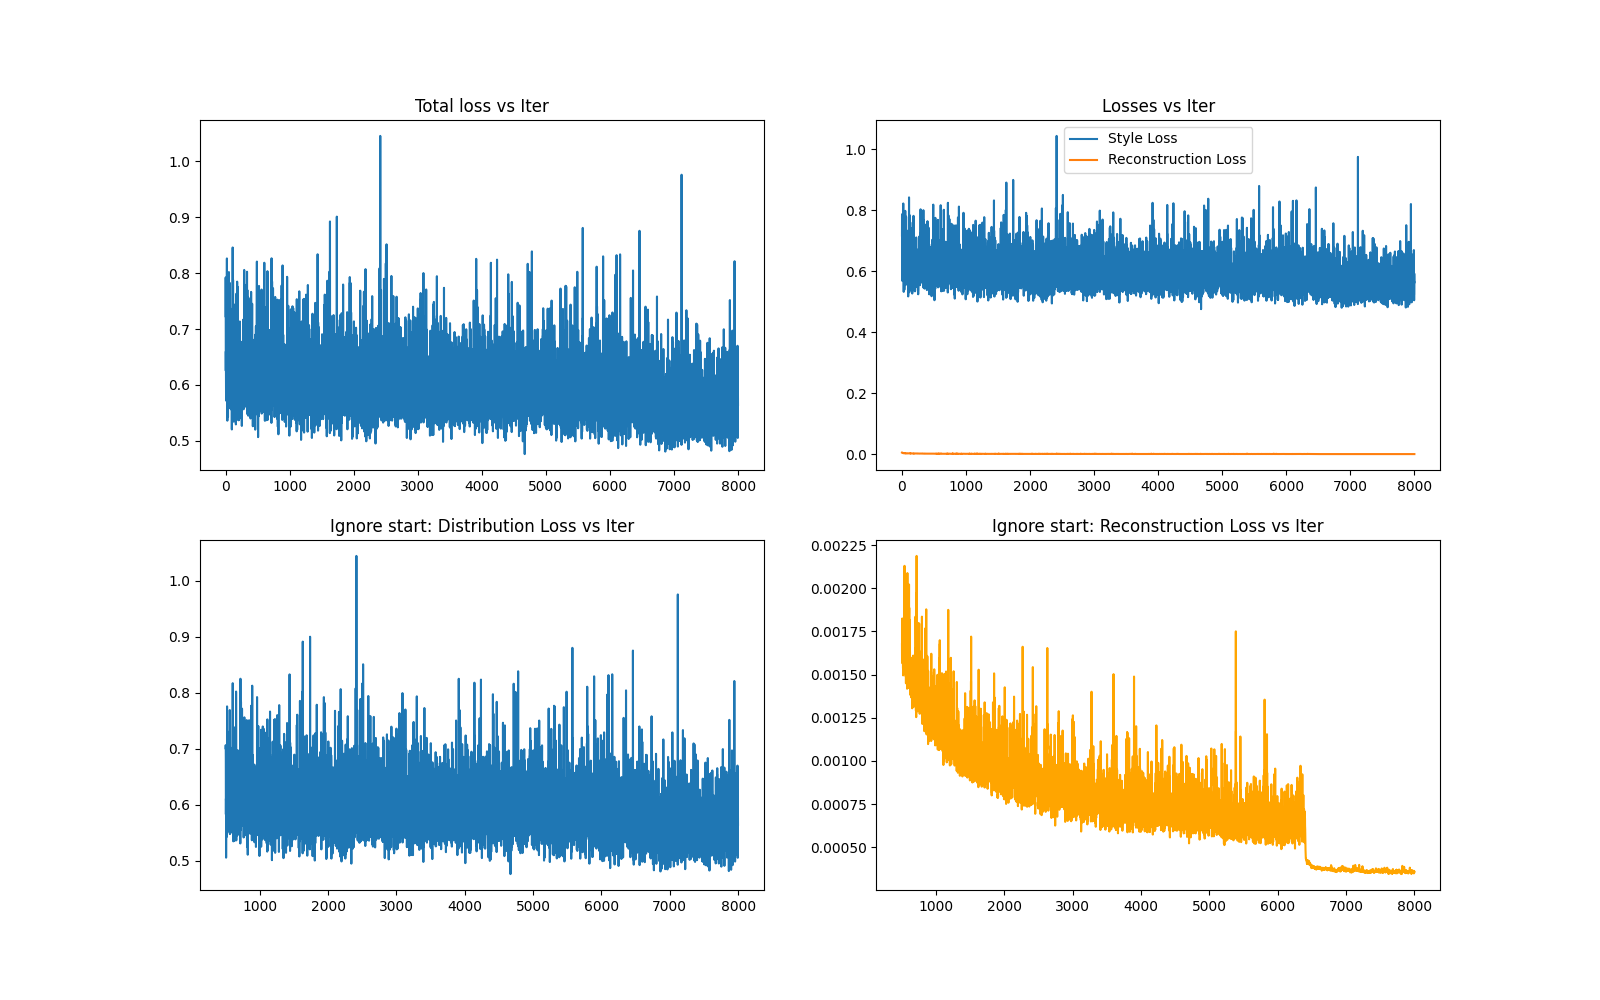 Total loss vs Iter
1.0
0.9
0.8
0.7
0.6
0.5
0 1000 2000 3000 4000 5000 6000 7000 8000
Losses vs Iter
Style Loss
Reconstruction Loss
1.0
0.8
0.6
0.4
0.2
0.0
0 1000 2000 3000 4000 5000 6000 7000 8000
Ignore start: Distribution Loss vs Iter
1.0
0.9
0.8
0.7
0.6
0.5
1000 2000 3000 4000 5000 6000 7000 8000
Ignore start: Reconstruction Loss vs Iter
0.00225
0.00200
0.00175
0.00150
0.00125
0.00100
0.00075
0.00050
1000 2000 3000 4000 5000 6000 7000 8000